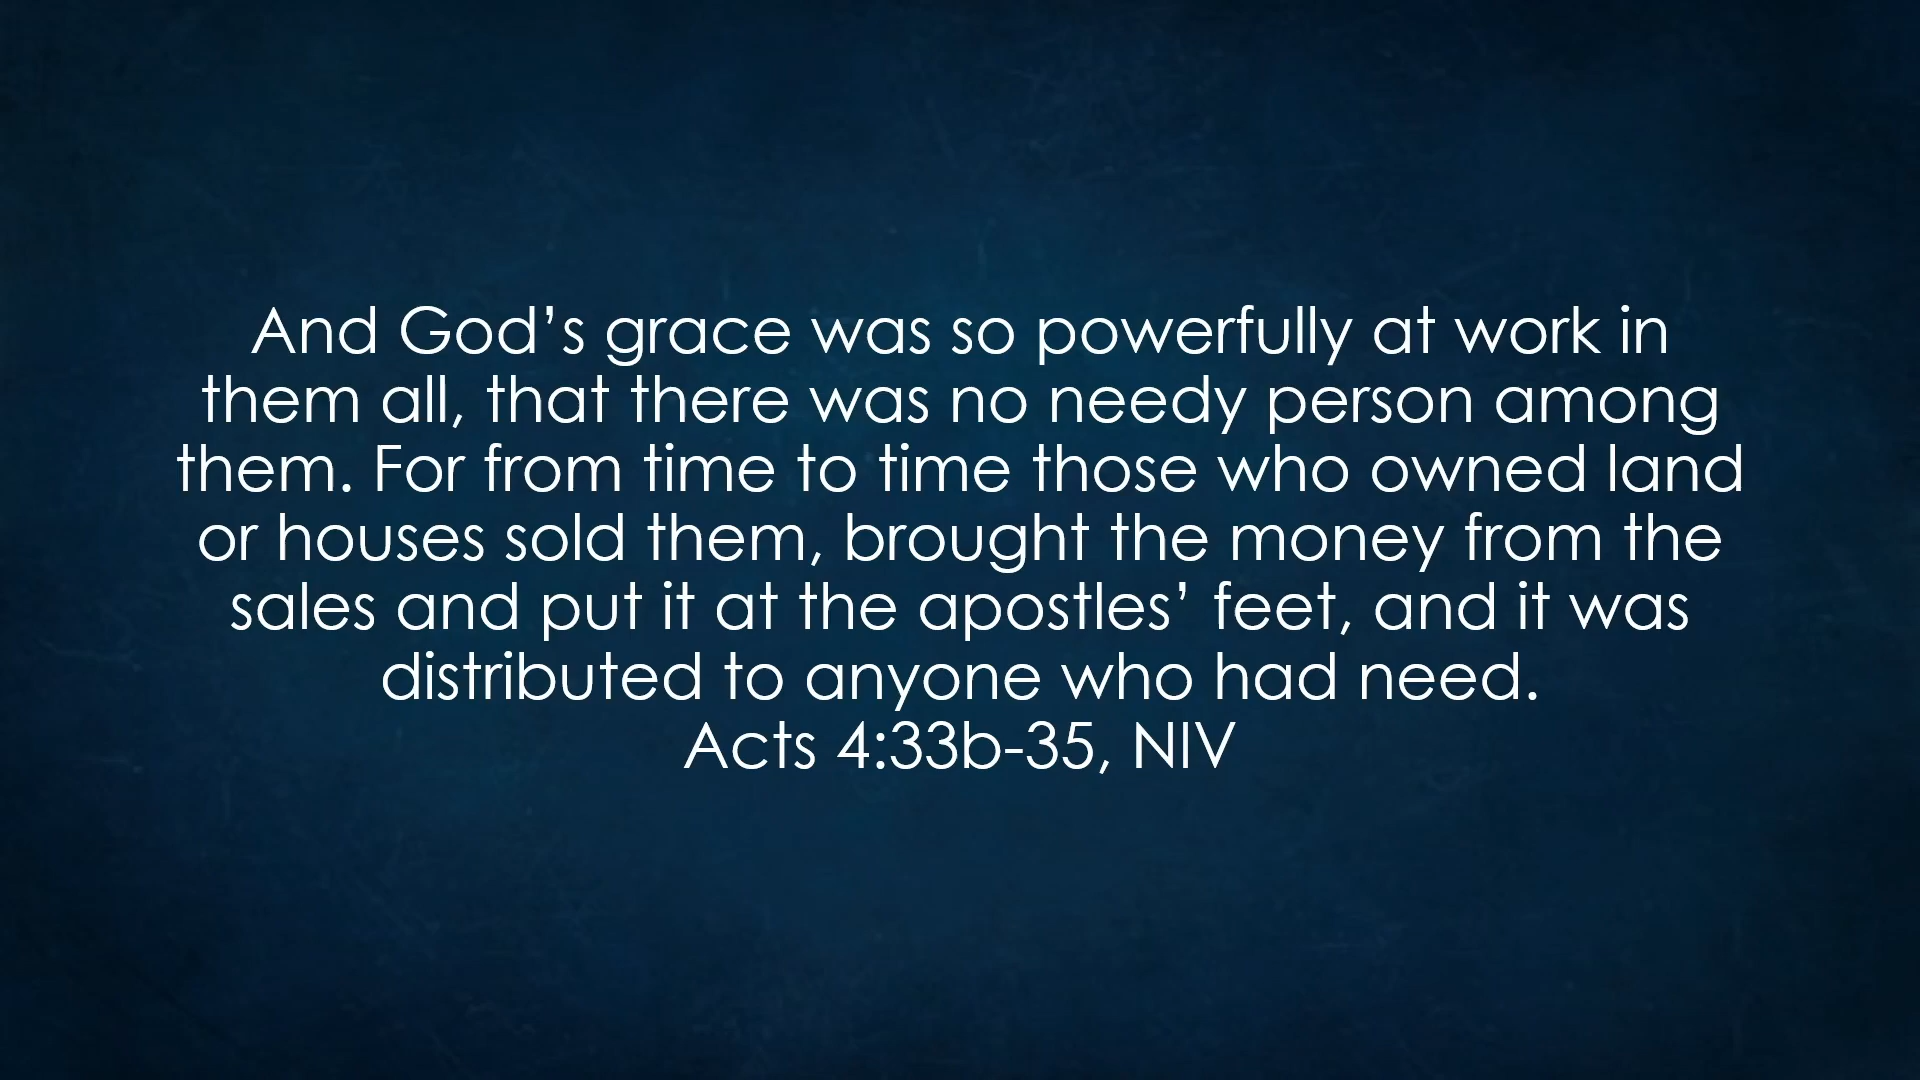 And God’s grace was so powerfully at work in
them all, that there was no needy person among
them. For from time to time those who owned land
or houses sold them, brought the money from the
sales and put it at the apostles’ feet, and it was
distributed to anyone who had need.
Acts 4:33b-35, NIV